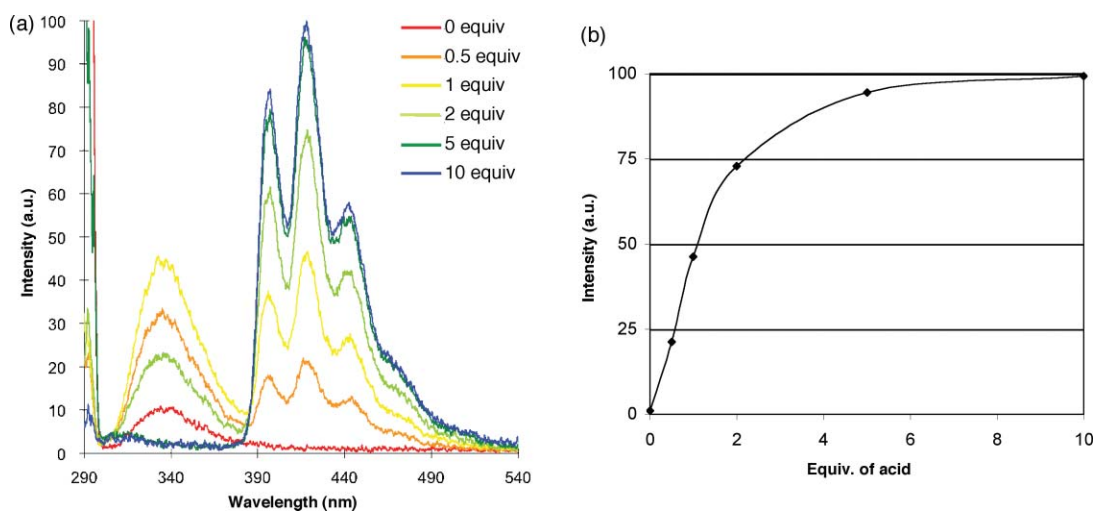 (a)
100
90
80
70
60
50
40
30
20
10
0
Intensity (a.u.)
290 340 390 440 490 540
Wavelength (nm)
0 equiv
0.5 equiv
1 equiv
2 equiv
5 equiv
10 equiv
(b)
100
75
50
25
0
Intensity (a.u.)
0 2 4 6 8 10
Equiv. of acid